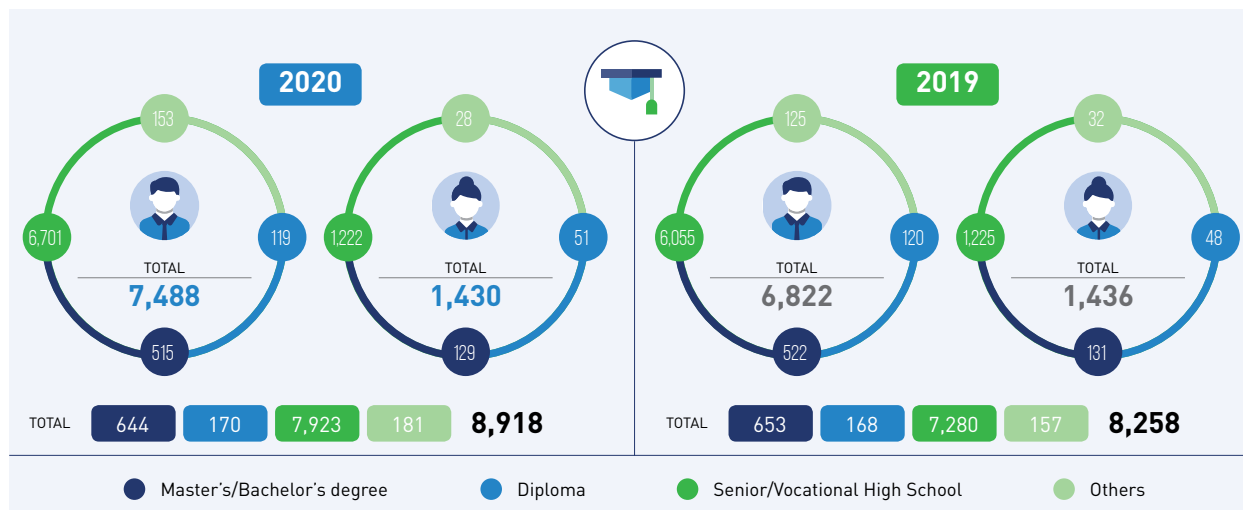 2020
2019
153
28
125
32
6,701
119
1,222
51
6,055
120
1,225
48
TOTAL
7,488
TOTAL
1,430
TOTAL
6,822
TOTAL
1,436
515
129
522
131
TOTAL 644 170 7,923 181 8,918
TOTAL 653 168 7,280 157 8,258
Master's/Bachelor's degree
Diploma
Senior/Vocational High School
Others